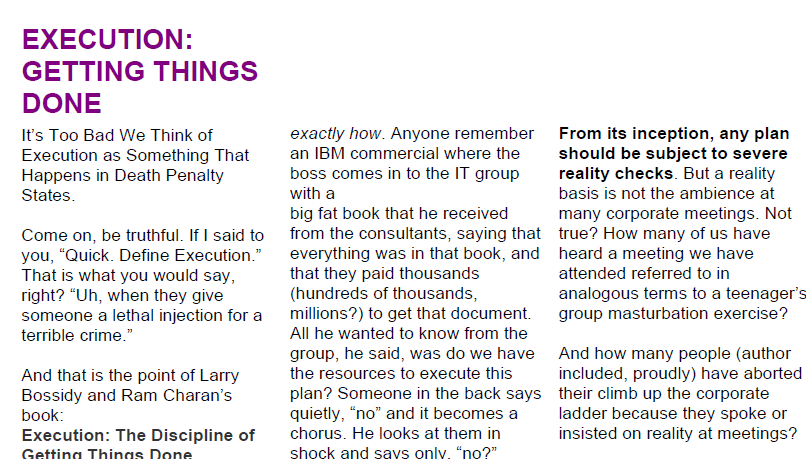 EXECUTION:
GETTING THINGS
DONE
It’s Too Bad We Think of
Execution as Something That
Happens in Death Penalty
States.
Come on, be truthful. If I said to
you, “Quick. Define Execution.”
That is what you would say,
right? “Uh, when they give
someone a lethal injection for a
terrible crime.”
And that is the point of Larry
Bossidy and Ram Charan’s
book:
Execution: The Discipline of
Getting Things Done
exactly how. Anyone remember
an IBM commercial where the
boss comes in to the IT group
with a
big fat book that he received
from the consultants, saying that
everything was in that book, and
that they paid thousands
(hundreds of thousands,
millions?) to get that document.
All he wanted to know from the
group, he said, was do we have
the resources to execute this
plan? Someone in the back says
quietly, “no” and it becomes a
chorus. He looks at them in
shock and says only, “no?”
From its inception, any plan
should be subject to severe
reality checks. But a reality
basis is not the ambience at
many corporate meetings. Not
true? How many of us have
heard a meeting we have
attended referred to in
analogous terms to a teenager’s
group masturbation exercise?
And how many people (author
included, proudly) have aborted
their climb up the corporate
ladder because they spoke or
insisted on reality at meetings?